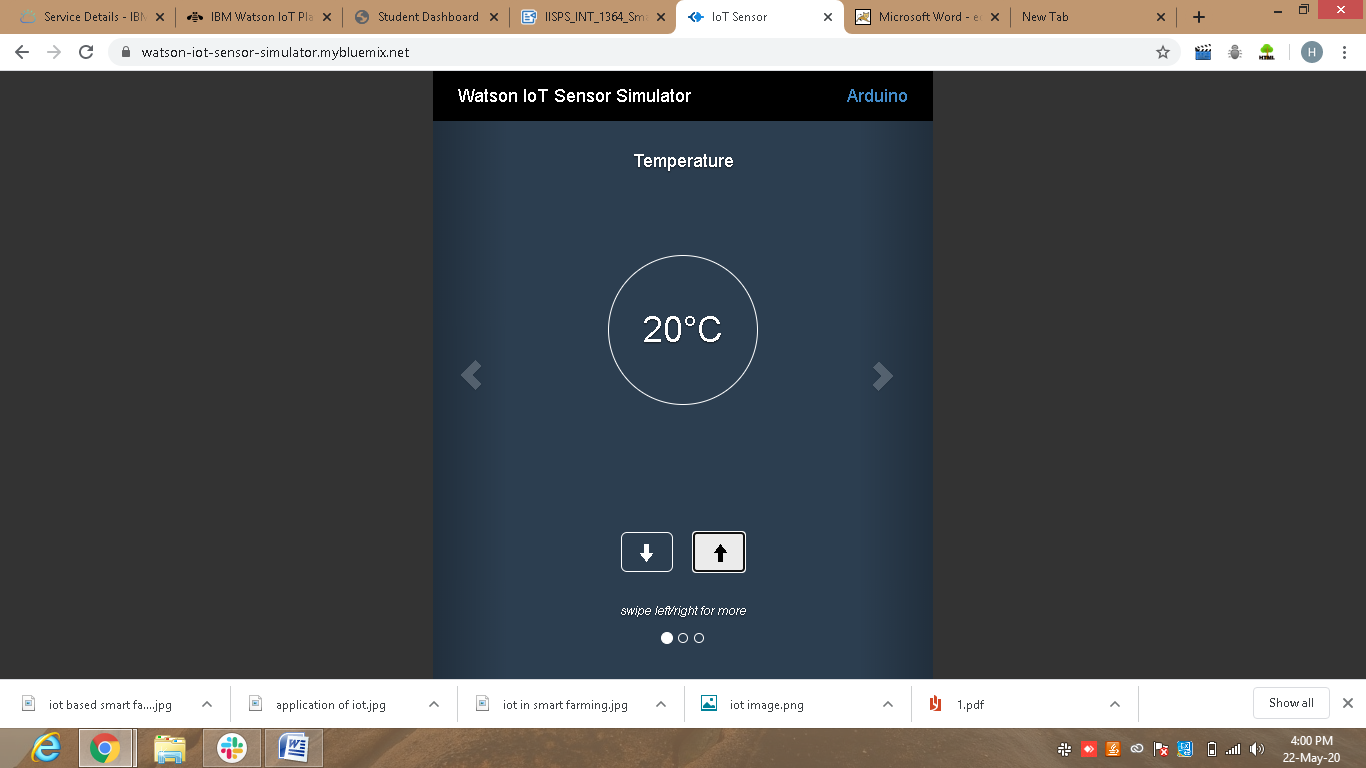 Service Details - IBM
IBM Watson IoT Pla
Student Dashboard
IISPS_INT_1364_Sma
IoT Sensor
Microsoft Word - e
New Tab
watson-iot-sensor-simulator.mybluemix.net
H
Watson IoT Sensor Simulator
Arduino
Temperature
20°C
swipe left/right for more
iot based smart fa....jpg
application of iot.jpg
iot in smart farming.jpg
iot image.png
1.pdf
Show all
4:00 PM
22-May-20